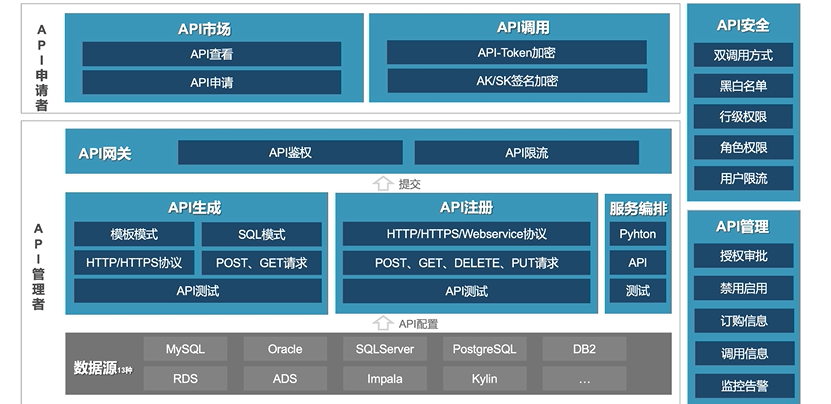 API申请者
API市场
API查看
API申请
API调用
API-Token加密
AK/SK签名加密
API管理者
API网关
API鉴权
API限流
提交
API生成
模板模式
SQL模式
HTTP/HTTPS协议
POST、GET请求
API测试
API注册
HTTP/HTTPS/Webservice协议
POST、GET、DELETE、PUT请求
API测试
服务编排
Pyhton
API
测试
API配置
数据源13种
MySQL
Oracle
SQLServer
PostgreSQL
DB2
RDS
ADS
Impala
Kylin
...
API安全
双调用方式
黑白名单
行级权限
角色权限
用户限流
API管理
授权审批
禁用启用
订购信息
调用信息
监控告警